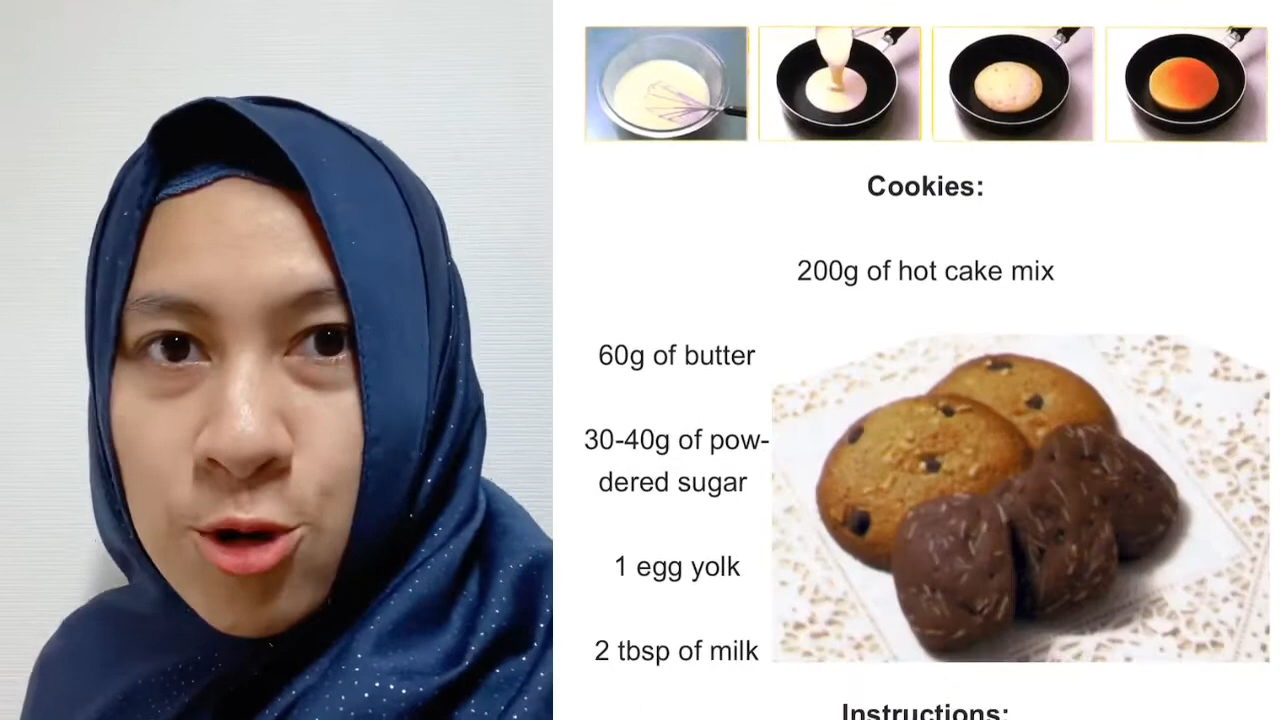 Cookies:
200g of hot cake mix
60g of butter
30-40g of pow-
dered sugar
1 egg yolk
2 tbsp of milk
Instructions: